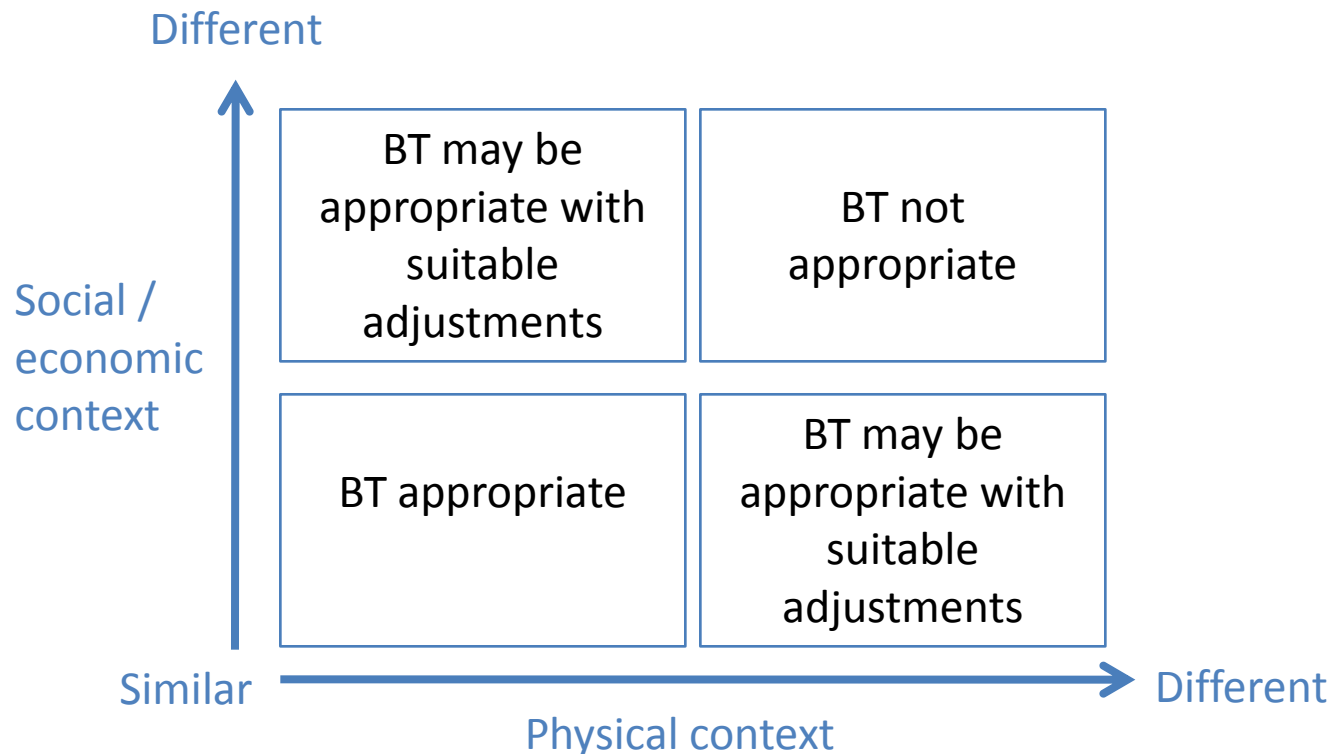 Different
BT may be
appropriate with
suitable
adjustments
BT not
appropriate
Social /
economic
context
BT appropriate
BT may be
appropriate with
suitable
adjustments
Similar
Different
Physical context